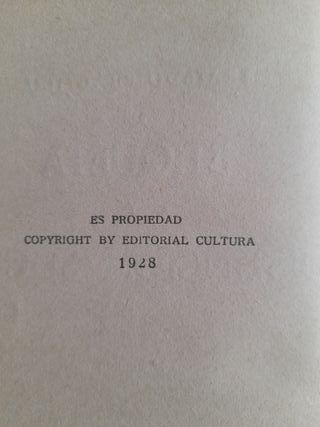 ES PROPIEDAD
COPYRIGHT BY EDITORIAL CULTURA
1928